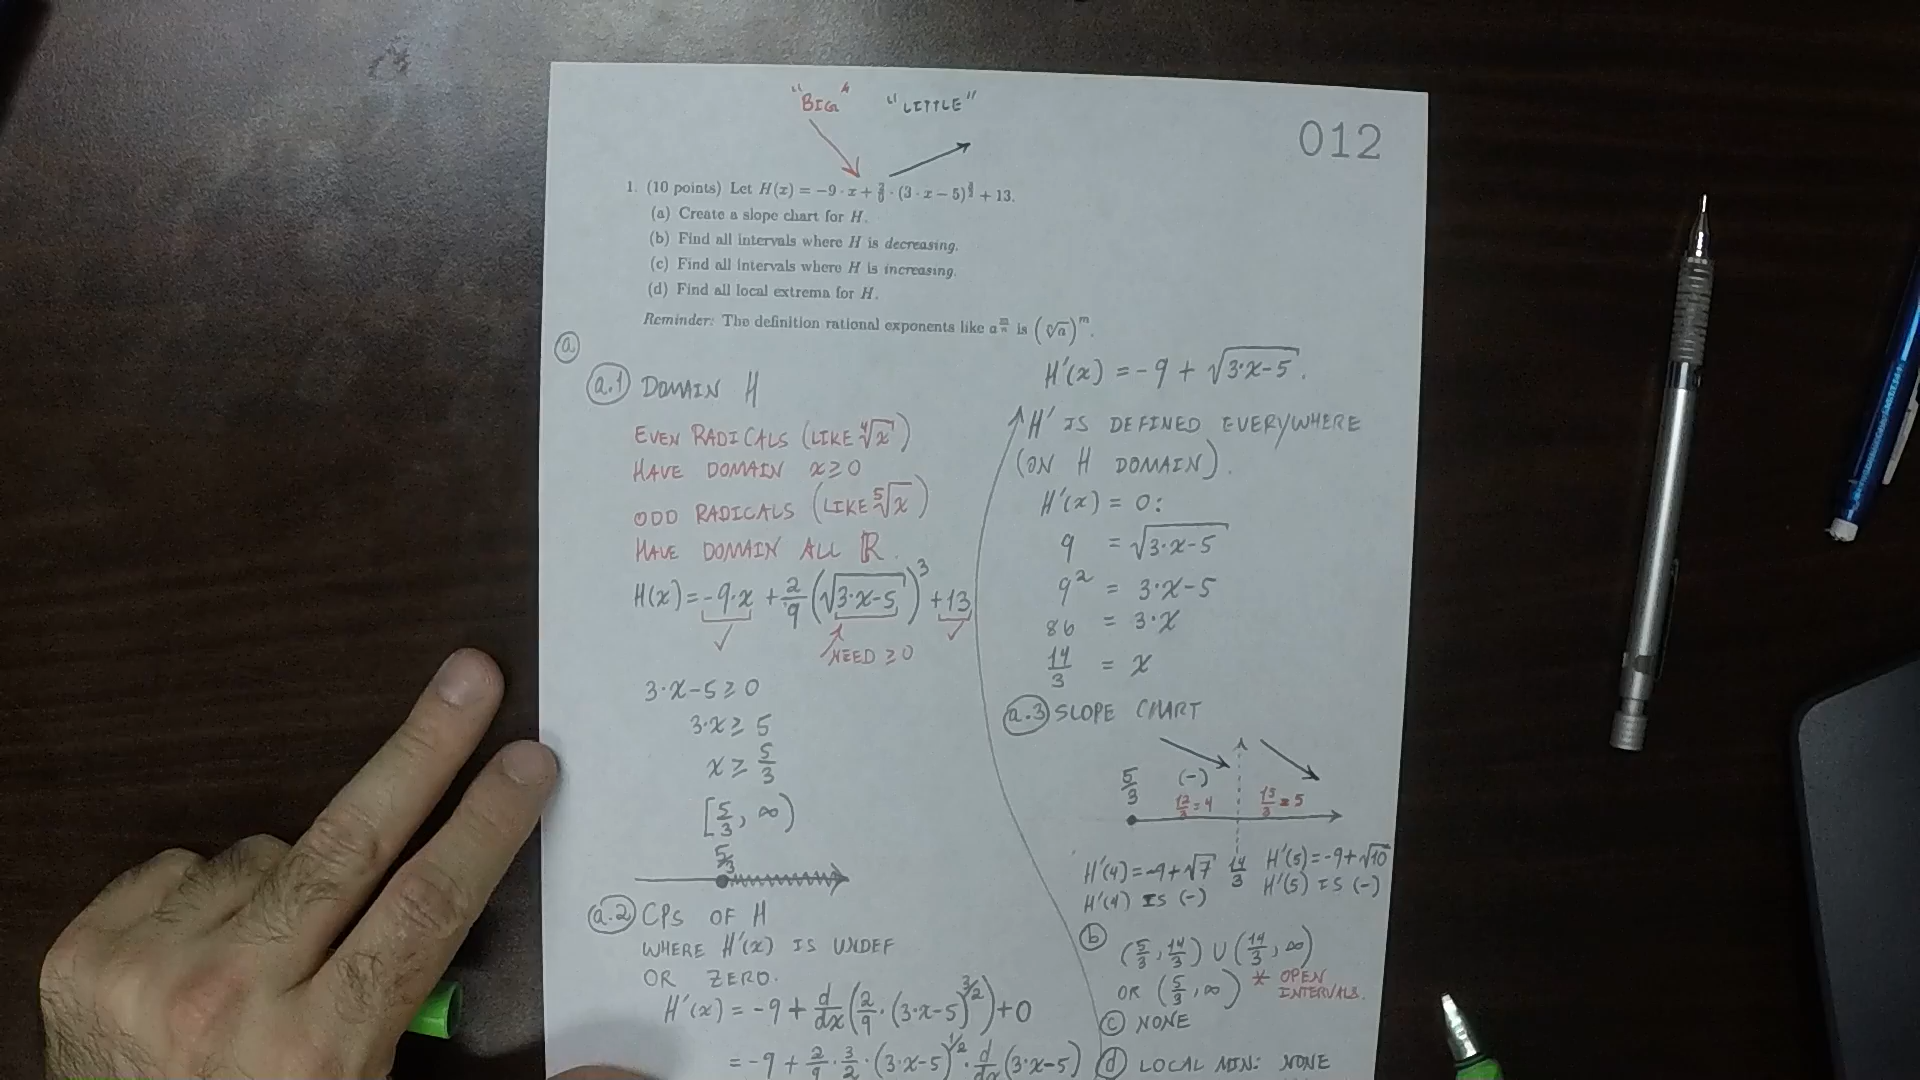 "BIG" "LITTLE"
012
1. (10 points) Let H(x) = −9 · x + 2/9 · (3 · x − 5)^(3/2) + 13.
(a) Create a slope chart for H.
(b) Find all intervals where H is decreasing.
(c) Find all intervals where H is increasing.
(d) Find all local extrema for H.
Reminder: The definition rational exponents like a^(m/n) is (ⁿ√a)^m.
(a)
(a.1) DOMAIN H
EVEN RADICALS (LIKE ⁴√x)
HAVE DOMAIN x≥0
ODD RADICALS (LIKE ⁵√x)
HAVE DOMAIN ALL ℝ.
H(x) = -9·x + 2/9 (√(3·x-5))^3 + 13
✓ NEED ≥0 ✓
3·x-5≥0
3·x ≥ 5
x ≥ 5/3
[5/3, ∞)
5/3
(a.2) CPs OF H
WHERE H'(x) IS UNDEF
OR ZERO.
H'(x) = -9 + d/dx(2/9·(3·x-5)^(3/2))+0
= -9 + 2/9·3/2·(3·x-5)^(1/2)·d/dx(3·x-5)
H'(x) = -9 + √(3·x-5).
H' IS DEFINED EVERYWHERE
(ON H DOMAIN).
H'(x) = 0:
9 = √(3·x-5)
9^2 = 3·x-5
86 = 3·x
14/3 = x
(a.3) SLOPE CHART
5/3 (-) 12/3=4 13/3=5
H'(4)=-9+√7 14/3 H'(5)=-9+√10
H'(4) IS (-) H'(5) IS (-)
(b) (5/3, 14/3) ∪ (14/3, ∞)
OR (5/3, ∞) * OPEN
INTERVALS.
(c) NONE
(d) LOCAL MIN: NONE